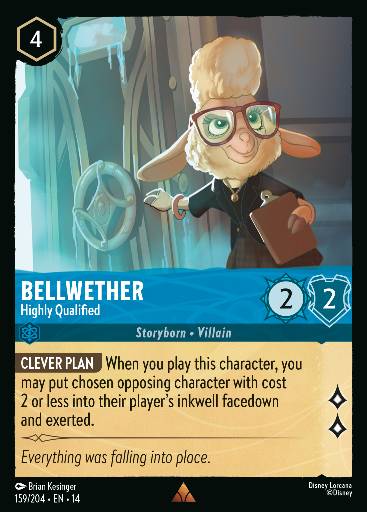 4
BELLWETHER
Highly Qualified
2
2
Storyborn • Villain
CLEVER PLAN When you play this character, you
may put chosen opposing character with cost
2 or less into their player's inkwell facedown
and exerted.
Everything was falling into place.
Brian Kesinger
Disney Lorcana
159/204 • EN • 14
©Disney